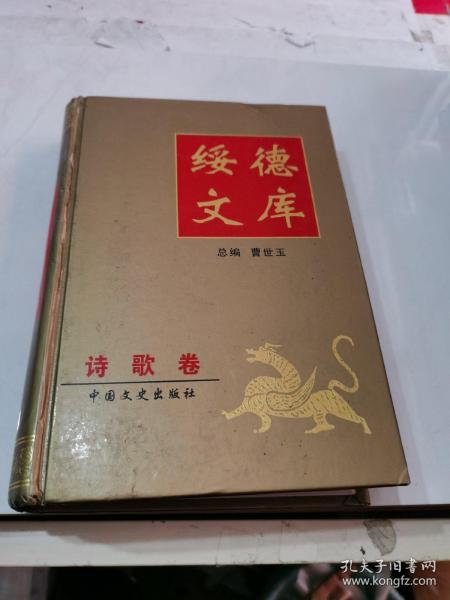 绥德
文库
总编 曹世玉
诗歌卷
中国文史出版社
孔夫子旧书网
www.kongfz.com